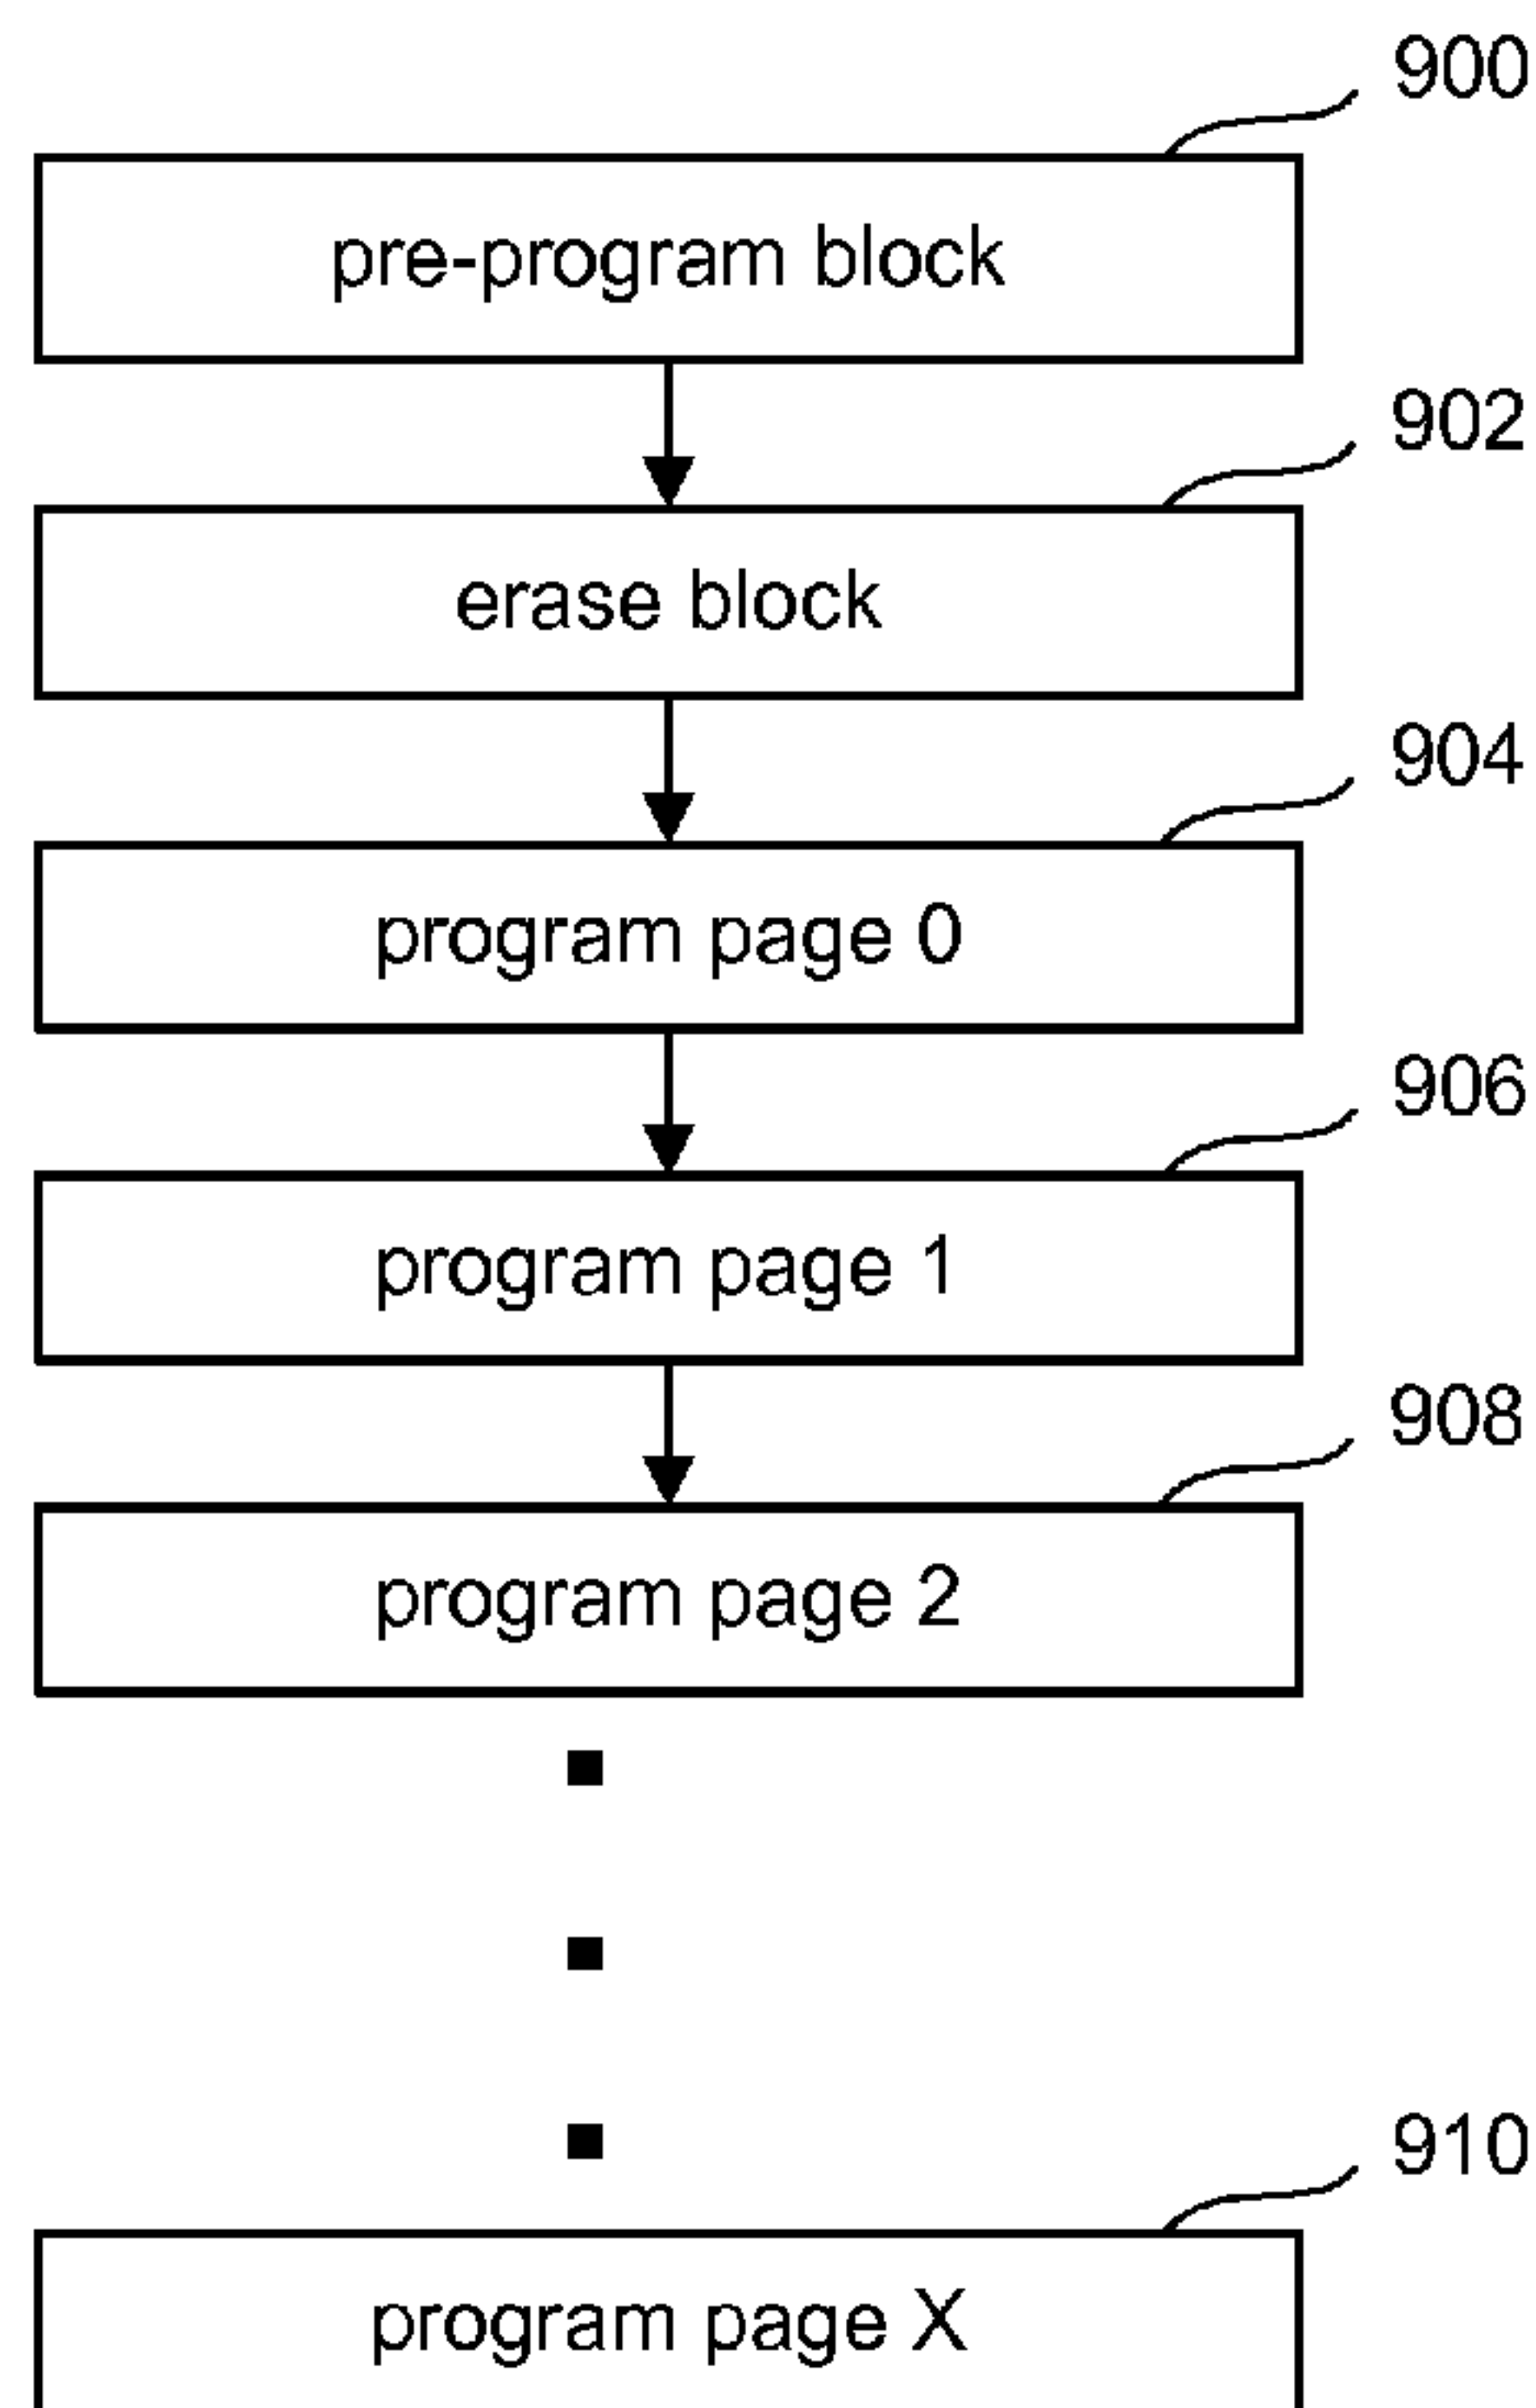 900
pre-program block
902
erase block
904
program page 0
906
program page 1
908
program page 2
910
program page X